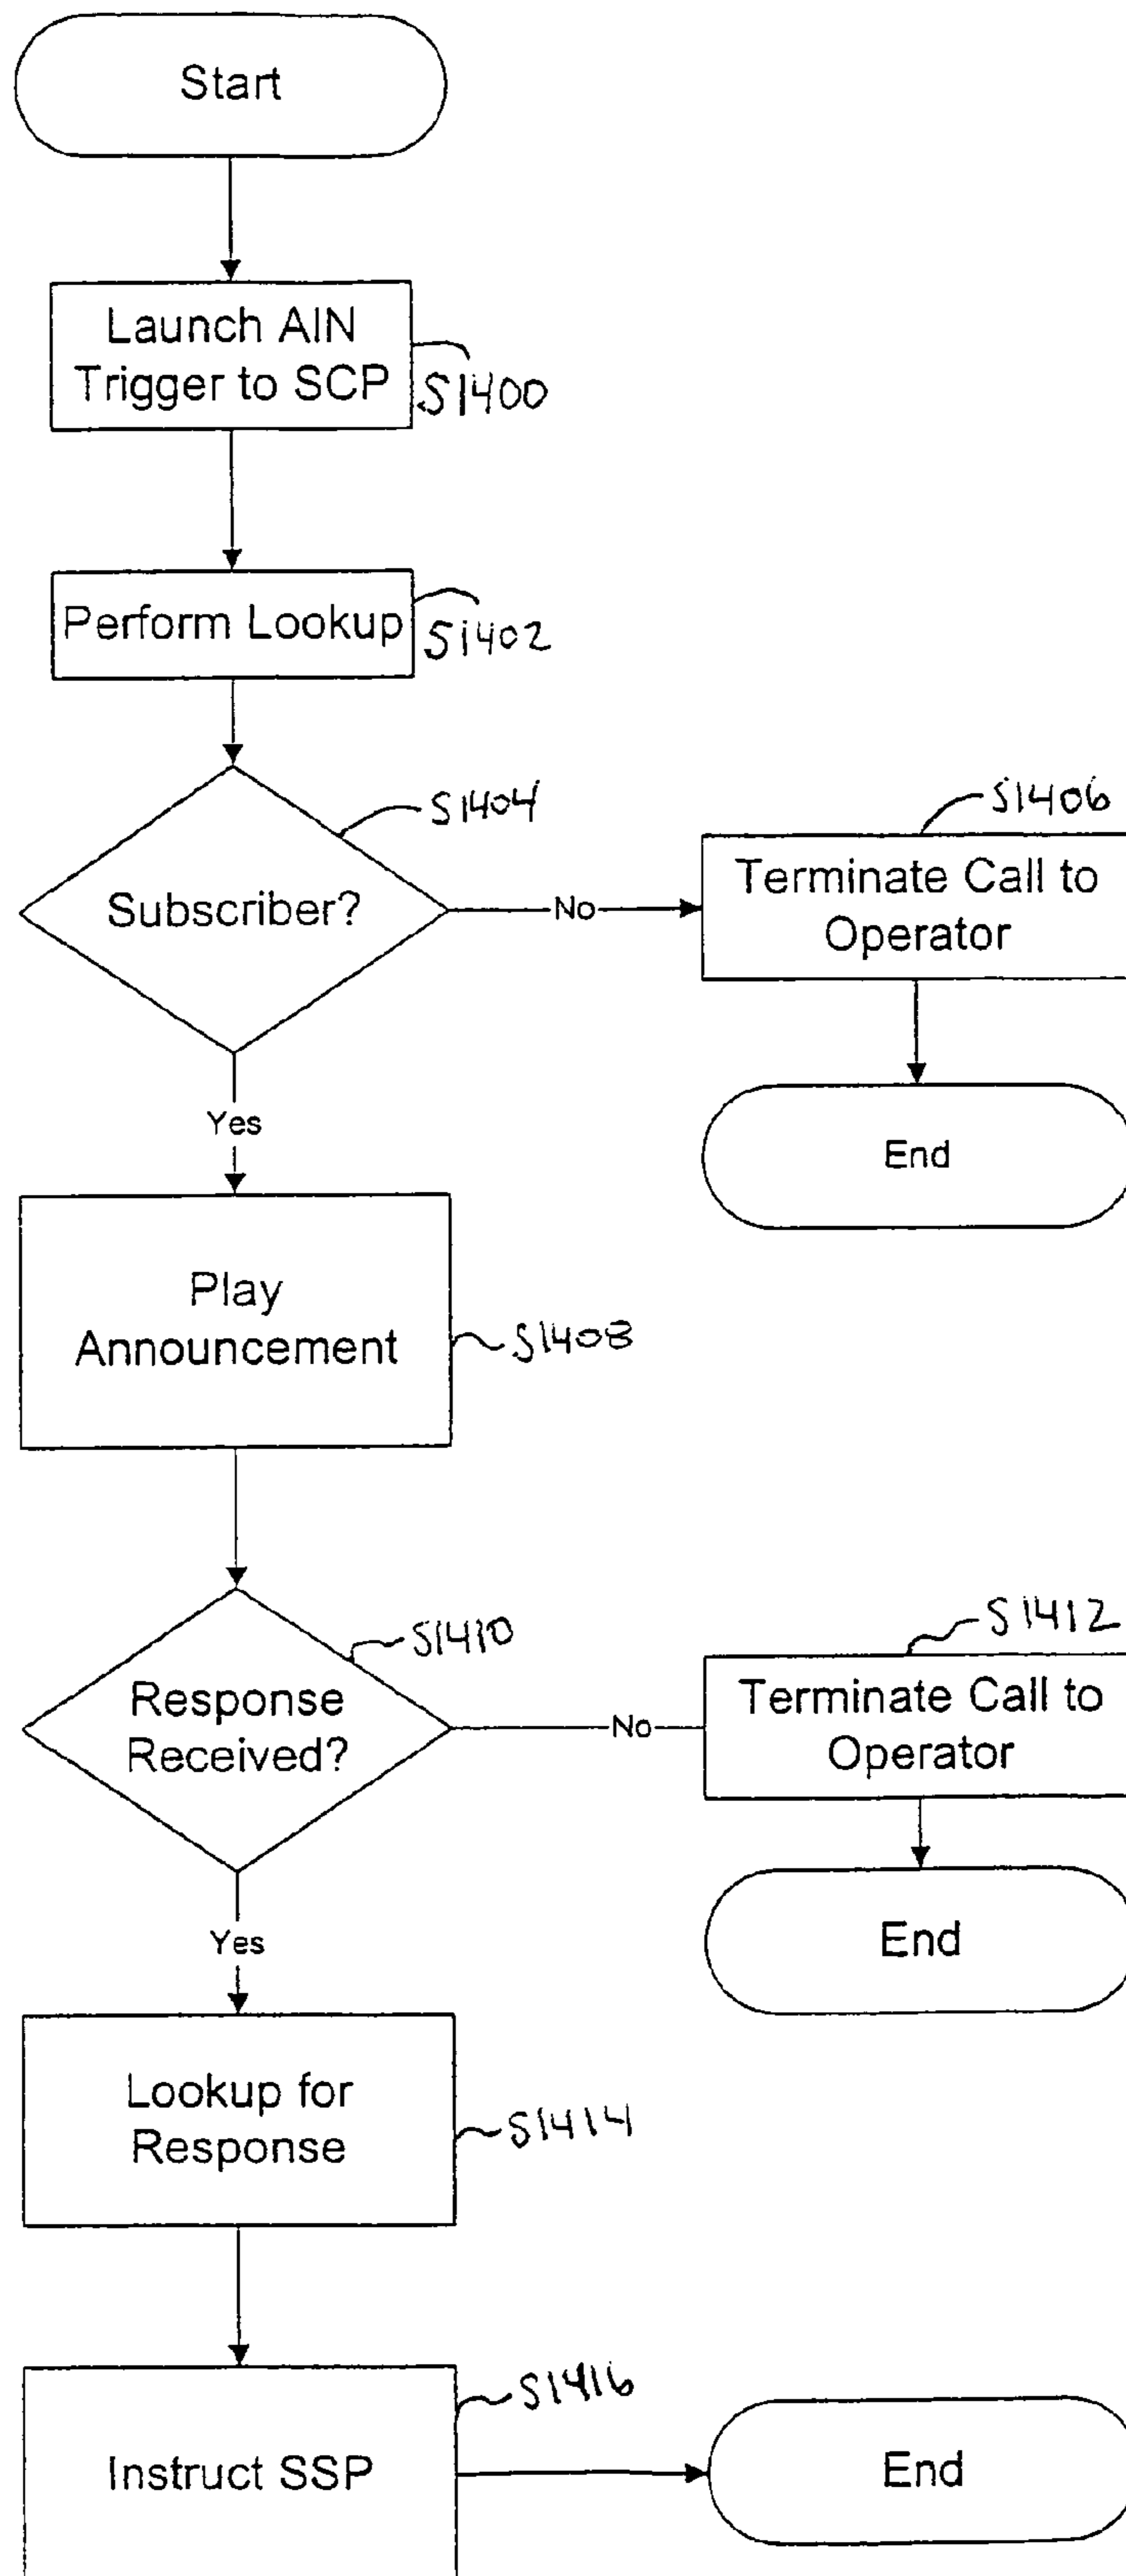 Start
Launch AIN
Trigger to SCP
S1400
Perform Lookup
S1402
S1404
Subscriber?
No
S1406
Terminate Call to
Operator
End
Yes
Play
Announcement
S1408
S1410
Response
Received?
No
S1412
Terminate Call to
Operator
End
Yes
Lookup for
Response
S1414
S1416
Instruct SSP
End